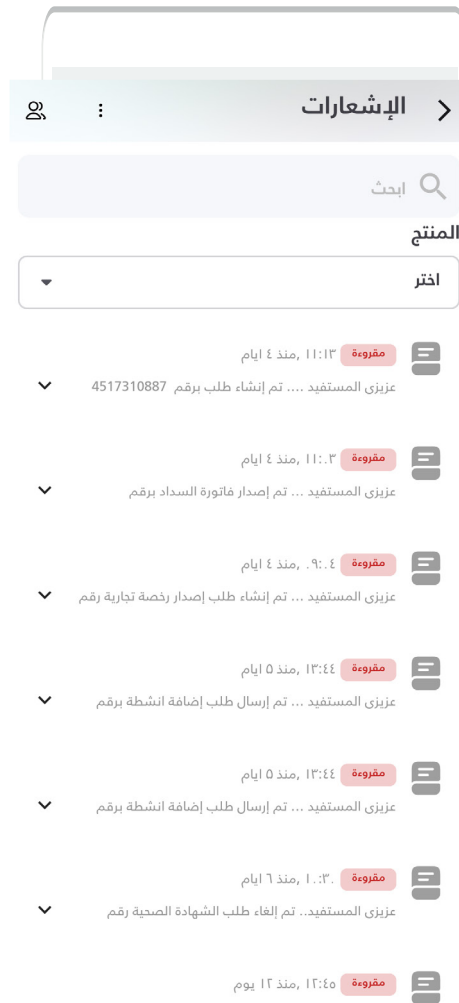 الإشعارات
ابحث
المنتج
اختر
مقروءة ١١:١٣ ,منذ ٤ ايام
عزيزي المستفيد .... تم إنشاء طلب برقم 4517310887
مقروءة ١١:٠٣ ,منذ ٤ ايام
عزيزي المستفيد ... تم إصدار فاتورة السداد برقم
مقروءة ٠٩:٠٤ ,منذ ٤ ايام
عزيزي المستفيد ... تم إنشاء طلب إصدار رخصة تجارية رقم
مقروءة ١٣:٤٤ ,منذ ٥ ايام
عزيزي المستفيد ... تم إرسال طلب إضافة انشطة برقم
مقروءة ١٣:٤٤ ,منذ ٥ ايام
عزيزي المستفيد ... تم إرسال طلب إضافة انشطة برقم
مقروءة ١٠:٣٠ ,منذ ٦ ايام
عزيزي المستفيد.. تم إلغاء طلب الشهادة الصحية رقم
مقروءة ١٢:٤٥ ,منذ ١٢ يوم